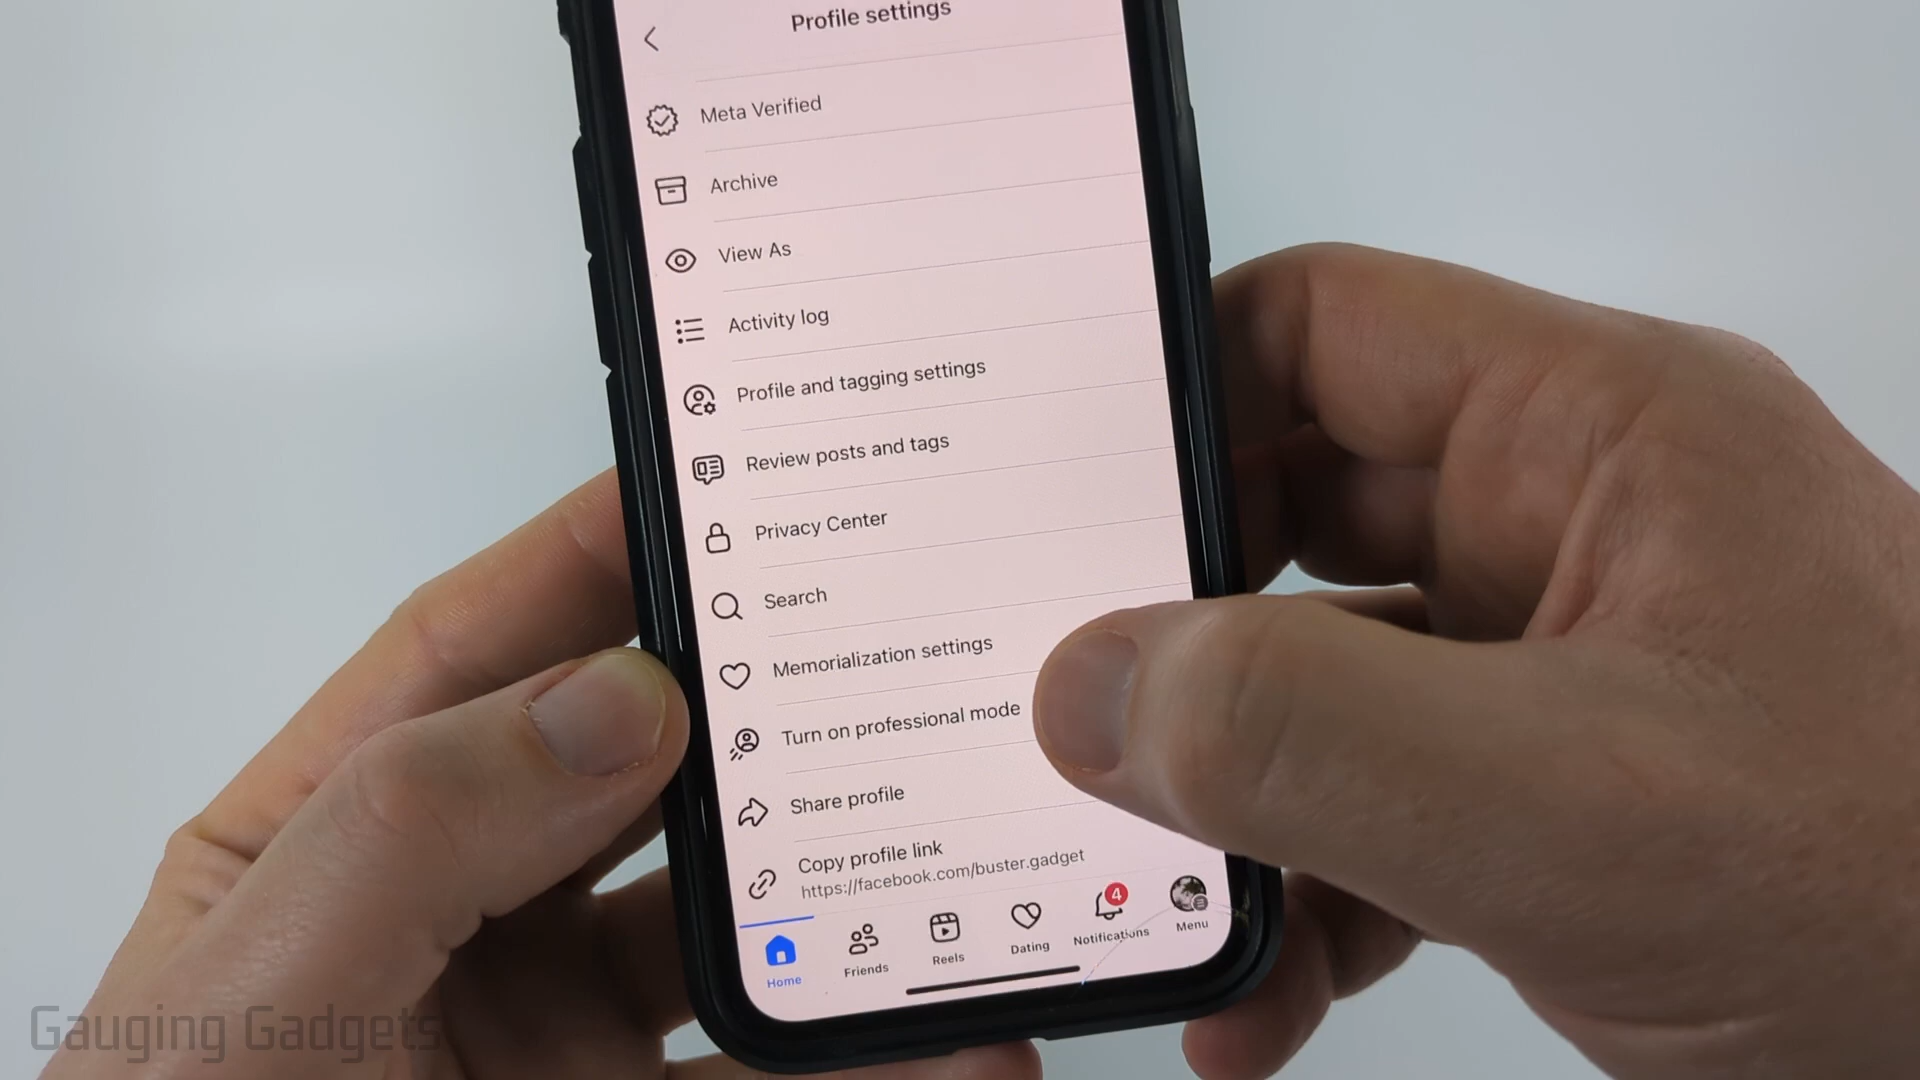 Profile settings
Meta Verified
Archive
View As
Activity log
Profile and tagging settings
Review posts and tags
Privacy Center
Search
Memorialization settings
Turn on professional mode
Share profile
Copy profile link
https://facebook.com/buster.gadget
4
Home
Friends
Reels
Dating
Notifications
Menu
Gauging Gadgets